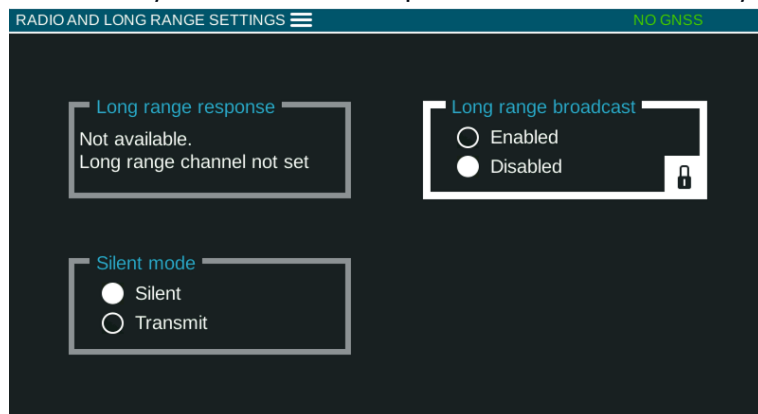 RADIO AND LONG RANGE SETTINGS
NO GNSS
Long range response
Not available.
Long range channel not set
Long range broadcast
Enabled
Disabled
Silent mode
Silent
Transmit